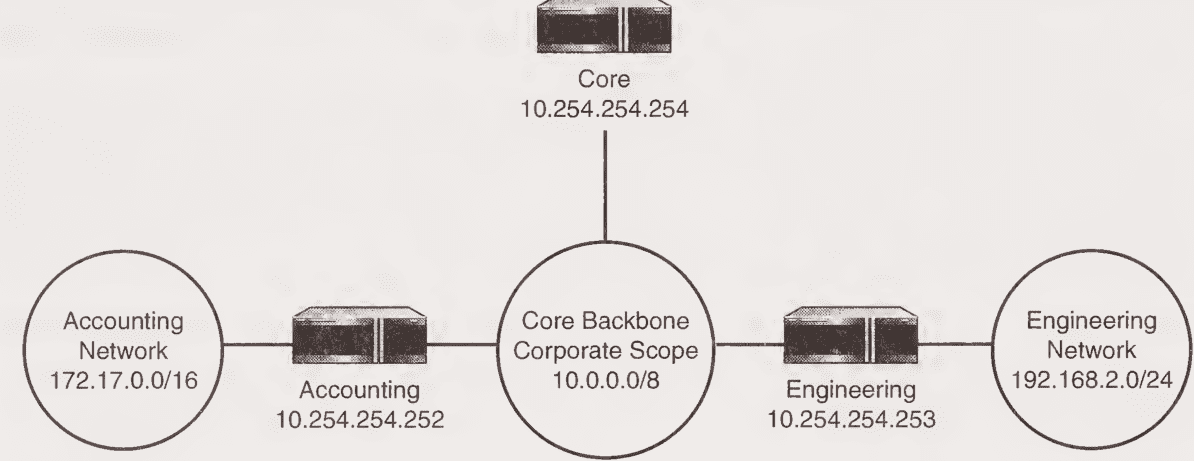 Core
10.254.254.254
Accounting
Network
172.17.0.0/16
Accounting
10.254.254.252
Core Backbone
Corporate Scope
10.0.0.0/8
Engineering
10.254.254.253
Engineering
Network
192.168.2.0/24